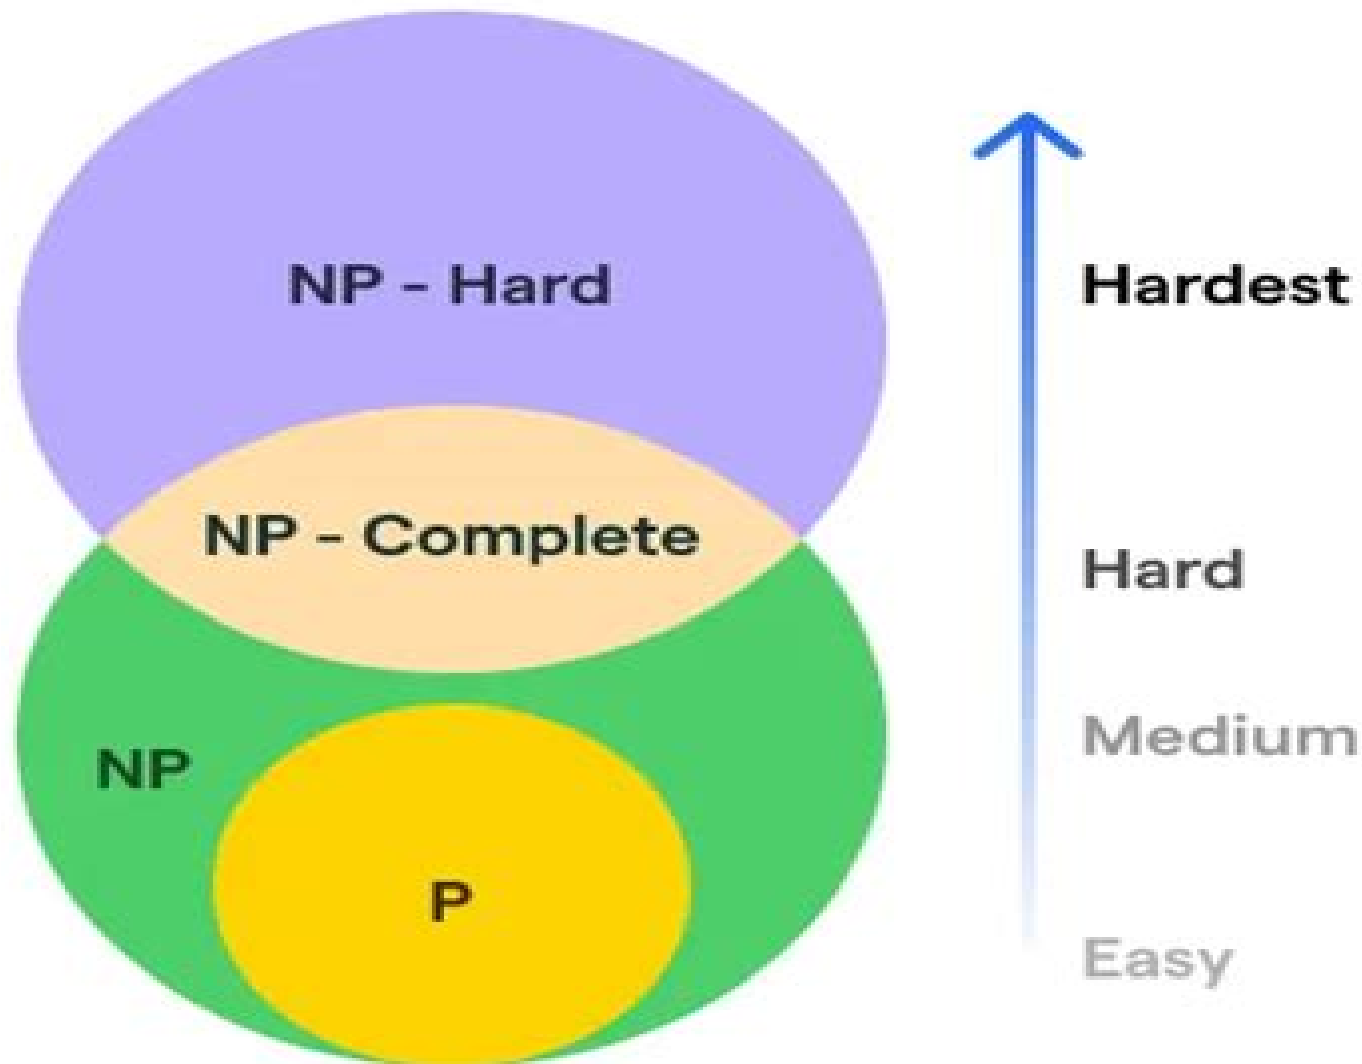 NP - Hard
Hardest
NP - Complete
Hard
Medium
NP
P
Easy